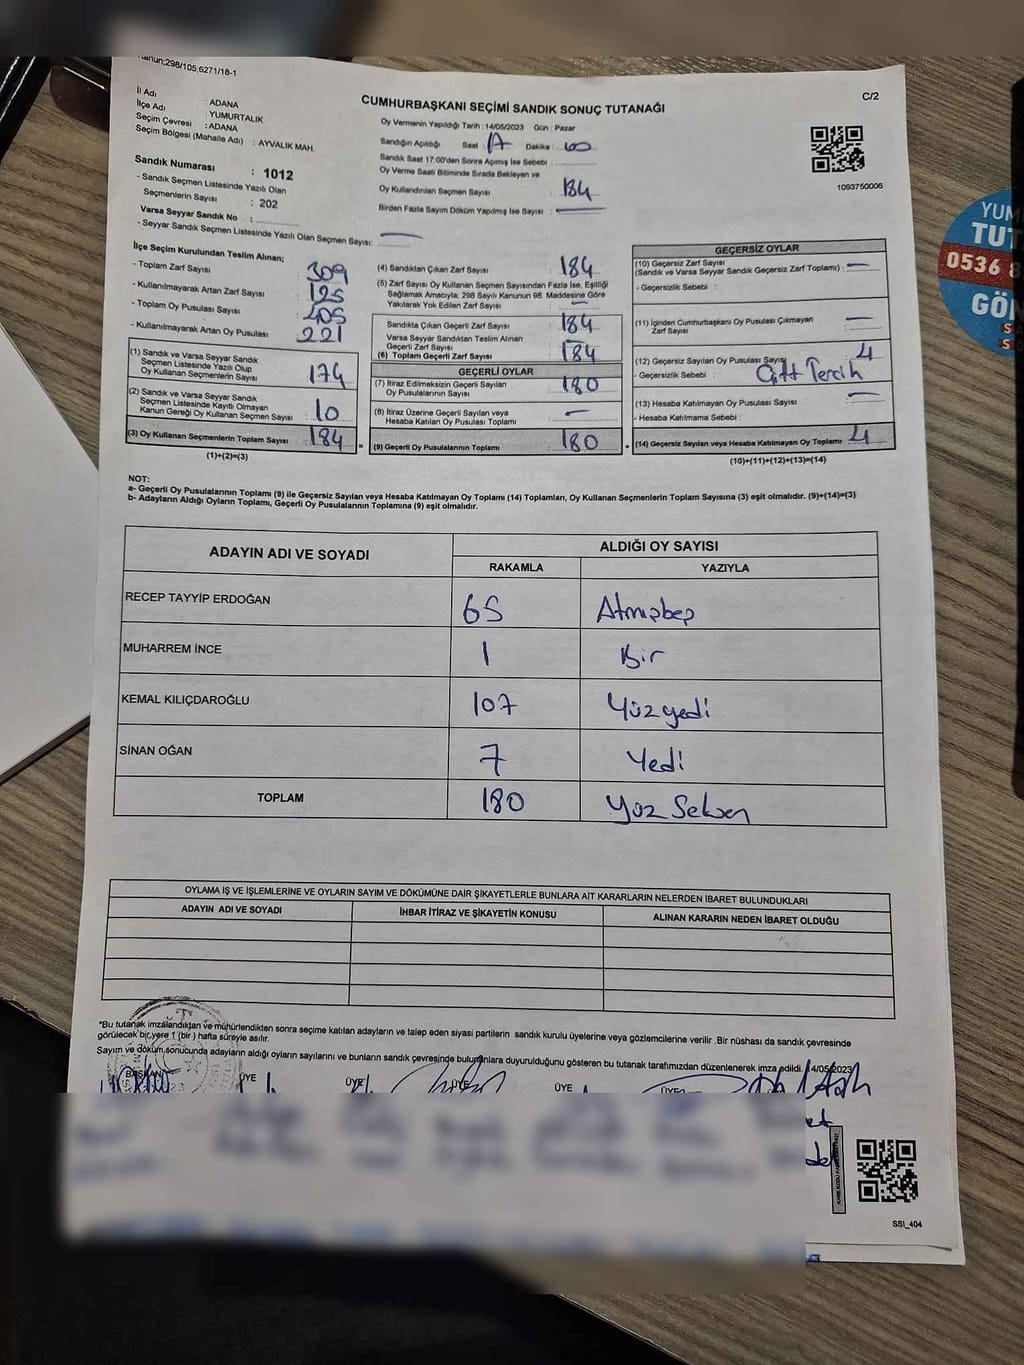 Kanun;298/105;6271/18-1
C/2
CUMHURBAŞKANI SEÇİMİ SANDIK SONUÇ TUTANAĞI
İl Adı : ADANA
İlçe Adı : YUMURTALIK
Seçim Çevresi : ADANA
Seçim Bölgesi (Mahalle Adı) : AYVALIK MAH.
Sandık Numarası : 1012
- Sandık Seçmen Listesinde Yazılı Olan
Seçmenlerin Sayısı : 202
Varsa Seyyar Sandık No :
- Seyyar Sandık Seçmen Listesinde Yazılı Olan Seçmen Sayısı:
Oy Vermenin Yapıldığı Tarih : 14/05/2023 Gün : Pazar
Sandığın Açıldığı Saat Dakika
Sandık Saat 17:00'den Sonra Açımış İse Sebebi :
Oy Verme Saati Bitiminde Sırada Bekleyen ve
Oy Kullandırılan Seçmen Sayısı 184
Birden Fazla Sayım Döküm Yapılmış İse Sayısı : —
1093750006
İlçe Seçim Kurulundan Teslim Alınan;
- Toplam Zarf Sayısı 309
- Kullanılmayarak Artan Zarf Sayısı 125
- Toplam Oy Pusulası Sayısı 405
- Kullanılmayarak Artan Oy Pusulası 221
(1) Sandık ve Varsa Seyyar Sandık
Seçmen Listesinde Yazılı Olup
Oy Kullanan Seçmenlerin Sayısı 174
(2) Sandık ve Varsa Seyyar Sandık
Seçmen Listesinde Kayıtlı Olmayan
Kanun Gereği Oy Kullanan Seçmen Sayısı 10
(3) Oy Kullanan Seçmenlerin Toplam Sayısı 184
(1)+(2)=(3)
(4) Sandıktan Çıkan Zarf Sayısı 184
(5) Zarf Sayısı Oy Kullanan Seçmen Sayısından Fazla İse, Eşitliği
Sağlamak Amacıyla; 298 Sayılı Kanunun 98. Maddesine Göre
Yakılarak Yok Edilen Zarf Sayısı —
Sandıkta Çıkan Geçerli Zarf Sayısı 184
Varsa Seyyar Sandıktan Teslim Alınan
Geçerli Zarf Sayısı
(6) Toplam Geçerli Zarf Sayısı 184
GEÇERLİ OYLAR
(7) İtiraz Edilmeksizin Geçerli Sayılan
Oy Pusulalarının Sayısı 180
(8) İtiraz Üzerine Geçerli Sayılan veya
Hesaba Katılan Oy Pusulası Toplamı —
(9) Geçerli Oy Pusulalarının Toplamı 180
GEÇERSİZ OYLAR
(10) Geçersiz Zarf Sayısı
(Sandık ve Varsa Seyyar Sandık Geçersiz Zarf Toplamı) : —
- Geçersizlik Sebebi :
(11) İçinden Cumhurbaşkanı Oy Pusulası Çıkmayan
Zarf Sayısı —
(12) Geçersiz Sayılan Oy Pusulası Sayısı 4
- Geçersizlik Sebebi : Çift Tercih
(13) Hesaba Katılmayan Oy Pusulası Sayısı —
- Hesaba Katılmama Sebebi :
(14) Geçersiz Sayılan veya Hesaba Katılmayan Oy Toplamı 4
(10)+(11)+(12)+(13)=(14)
NOT:
a- Geçerli Oy Pusulalarının Toplamı (9) ile Geçersiz Sayılan veya Hesaba Katılmayan Oy Toplamı (14) Toplamları, Oy Kullanan Seçmenlerin Toplam Sayısına (3) eşit olmalıdır. (9)+(14)=(3)
b- Adayların Aldığı Oyların Toplamı, Geçerli Oy Pusulalarının Toplamına (9) eşit olmalıdır.
ADAYIN ADI VE SOYADI ALDIĞI OY SAYISI
RAKAMLA YAZIYLA
RECEP TAYYİP ERDOĞAN 65 Atmışbeş
MUHARREM İNCE 1 Bir
KEMAL KILIÇDAROĞLU 107 Yüzyedi
SİNAN OĞAN 7 Yedi
TOPLAM 180 Yüz Seksen
OYLAMA İŞ VE İŞLEMLERİNE VE OYLARIN SAYIM VE DÖKÜMÜNE DAİR ŞİKAYETLERLE BUNLARA AİT KARARLARIN NELERDEN İBARET BULUNDUKLARI
ADAYIN ADI VE SOYADI İHBAR İTİRAZ VE ŞİKAYETİN KONUSU ALINAN KARARIN NEDEN İBARET OLDUĞU
*Bu tutanak imzalandıktan ve mühürlendikten sonra seçime katılan adayların ve talep eden siyasi partilerin sandık kurulu üyelerine veya gözlemcilerine verilir .Bir nüshası da sandık çevresinde
görülecek bir yere 1 (bir ) hafta süreyle asılır.
Sayım ve döküm sonucunda adayların aldığı oyların sayılarını ve bunların sandık çevresinde bulunanlara duyurulduğunu gösteren bu tutanak tarafımızdan düzenlenerek imza edildi. 14/05/2023
BAŞKAN ÜYE ÜYE ÜYE ÜYE ÜYE
SSI_404
YUM
TUT
0536 8
GÖN